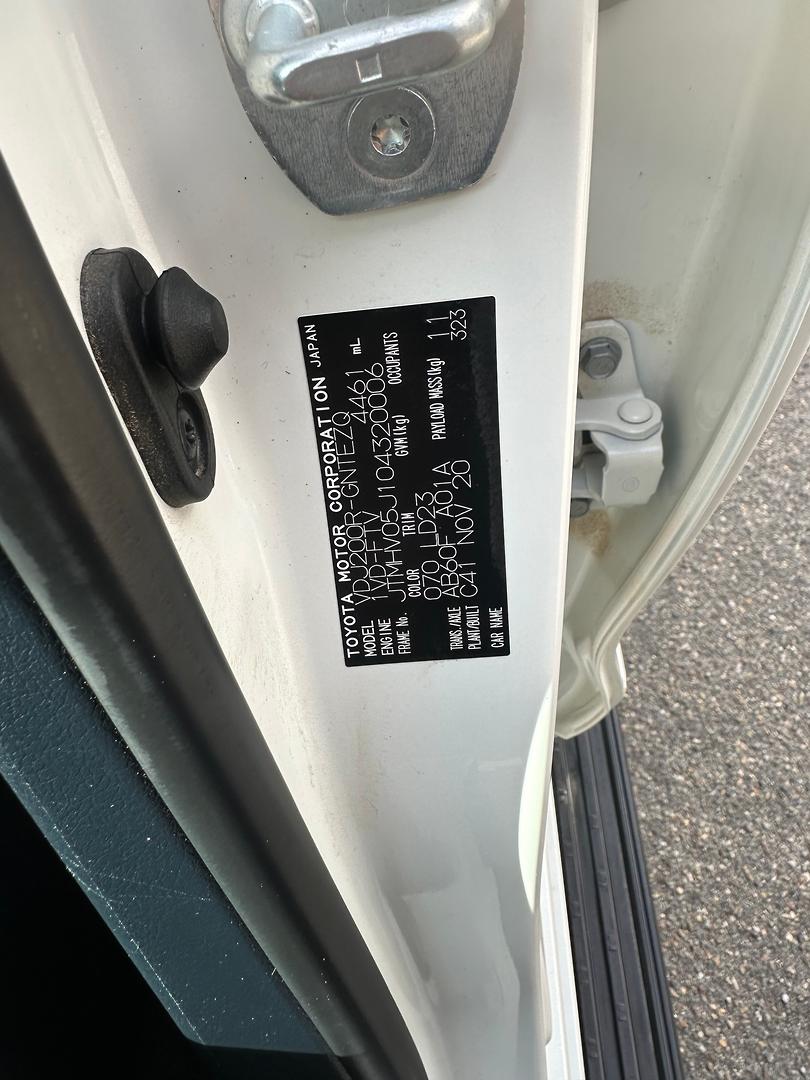 TOYOTA MOTOR CORPORATION JAPAN
MODEL VDJ200R-GNTEZQ
ENGINE 1VD-FTV 4461 mL
FRAME No. JTMHV05J104320006
COLOR TRIM GVM(kg) OCCUPANTS
070 LD23
TRANS./AXLE AB60F A01A PAYLOAD MASS(kg) 11
PLANT/BUILT C41 NOV 20 323
CAR NAME